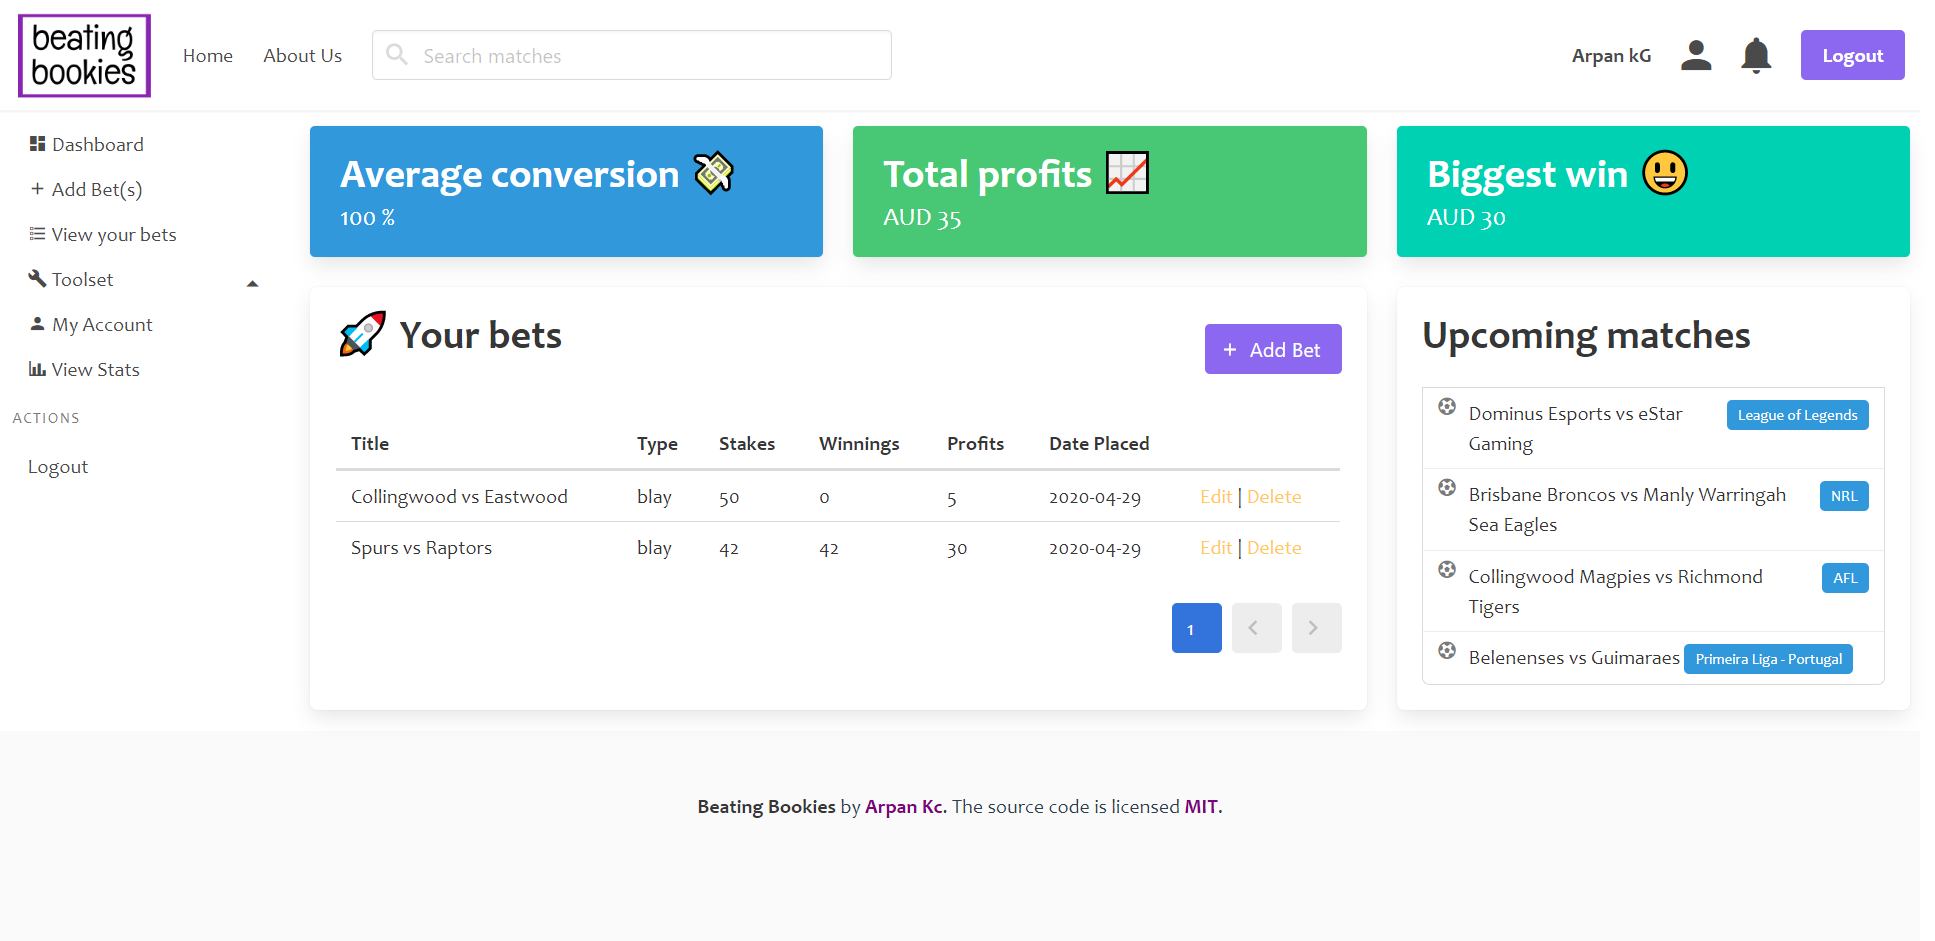 beating
bookies
Home
About Us
Search matches
Arpan kG
Logout
Dashboard
+ Add Bet(s)
View your bets
Toolset
My Account
View Stats
ACTIONS
Logout
Average conversion
100 %
Total profits
AUD 35
Biggest win
AUD 30
Your bets
+ Add Bet
Title Type Stakes Winnings Profits Date Placed
Collingwood vs Eastwood blay 50 0 5 2020-04-29 Edit | Delete
Spurs vs Raptors blay 42 42 30 2020-04-29 Edit | Delete
1
Upcoming matches
Dominus Esports vs eStar
Gaming
League of Legends
Brisbane Broncos vs Manly Warringah
Sea Eagles
NRL
Collingwood Magpies vs Richmond
Tigers
AFL
Belenenses vs Guimaraes Primeira Liga - Portugal
Beating Bookies by Arpan Kc. The source code is licensed MIT.